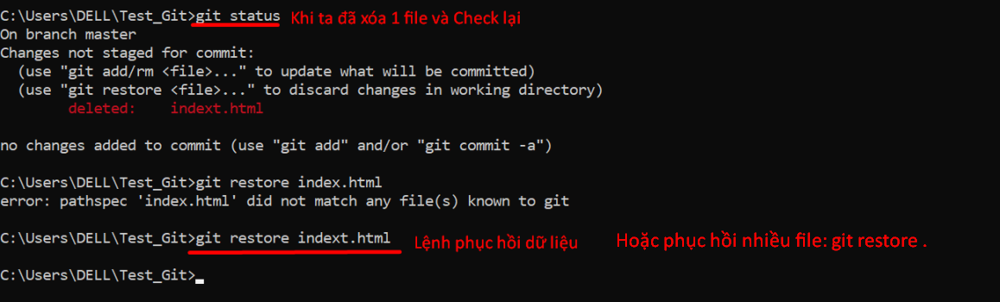 C:\Users\DELL\Test_Git>git status Khi ta đã xóa 1 file và Check lại
On branch master
Changes not staged for commit:
(use "git add/rm <file>..." to update what will be committed)
(use "git restore <file>..." to discard changes in working directory)
deleted: indext.html
no changes added to commit (use "git add" and/or "git commit -a")
C:\Users\DELL\Test_Git>git restore index.html
error: pathspec 'index.html' did not match any file(s) known to git
C:\Users\DELL\Test_Git>git restore indext.html Lệnh phục hồi dữ liệu Hoặc phục hồi nhiều file: git restore .
C:\Users\DELL\Test_Git>